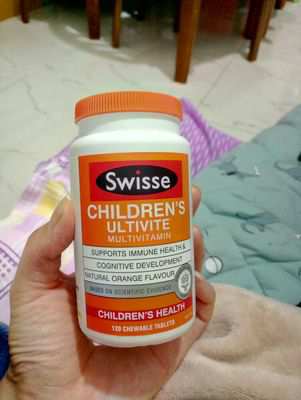 Swisse
CHILDREN'S
ULTIVITE
MULTIVITAMIN
SUPPORTS IMMUNE HEALTH &
COGNITIVE DEVELOPMENT
NATURAL ORANGE FLAVOUR
BASED ON SCIENTIFIC EVIDENCE
CHILDREN'S HEALTH
120 CHEWABLE TABLETS